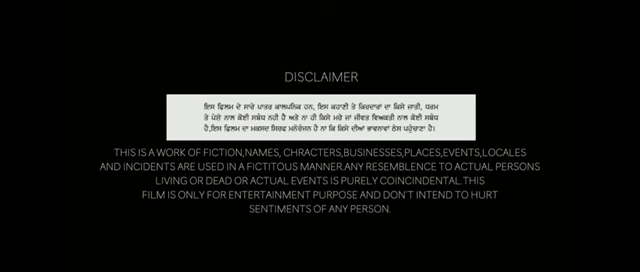 DISCLAIMER
ਇਸ ਫ਼ਿਲਮ ਦੇ ਸਾਰੇ ਪਾਤਰ ਕਾਲਪਨਿਕ ਹਨ, ਇਸ ਕਹਾਣੀ ਤੇ ਕਿਰਦਾਰਾਂ ਦਾ ਕਿਸੇ ਜਾਤੀ, ਧਰਮ
ਤੇ ਪੇਸ਼ੇ ਨਾਲ ਕੋਈ ਸਬੰਧ ਨਹੀ ਹੈ ਅਤੇ ਨਾ ਹੀ ਕਿਸੇ ਮਰੇ ਜਾਂ ਜੀਵਤ ਵਿਅਕਤੀ ਨਾਲ ਕੋਈ ਸਬੰਧ
ਹੈ,ਇਸ ਫ਼ਿਲਮ ਦਾ ਮਕਸਦ ਸਿਰਫ ਮਨੋਰੰਜਨ ਹੈ ਨਾ ਕਿ ਕਿਸੇ ਦੀਆਂ ਭਾਵਨਾਵਾਂ ਠੇਸ ਪਹੁੰਚਾਣਾ ਹੈ।
THIS IS A WORK OF FICTION,NAMES, CHRACTERS,BUSINESSES,PLACES,EVENTS,LOCALES
AND INCIDENTS ARE USED IN A FICTITOUS MANNER.ANY RESEMBLENCE TO ACTUAL PERSONS
LIVING OR DEAD OR ACTUAL EVENTS IS PURELY COINCINDENTAL.THIS
FILM IS ONLY FOR ENTERTAINMENT PURPOSE AND DON'T INTEND TO HURT
SENTIMENTS OF ANY PERSON.